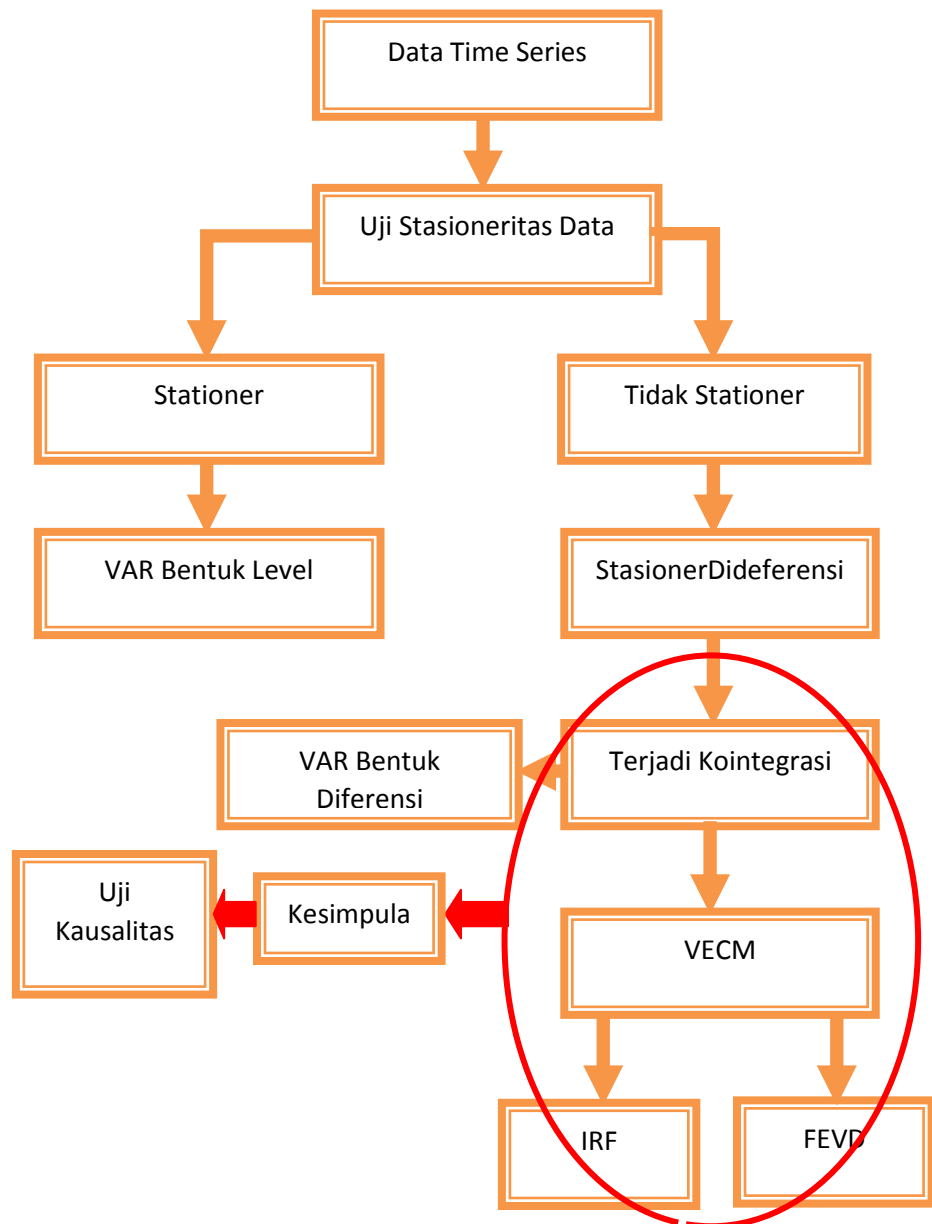 Data Time Series
Uji Stasioneritas Data
Stationer
Tidak Stationer
VAR Bentuk Level
StasionerDideferensi
VAR Bentuk
Diferensi
Terjadi Kointegrasi
Uji
Kausalitas
Kesimpula
VECM
IRF
FEVD